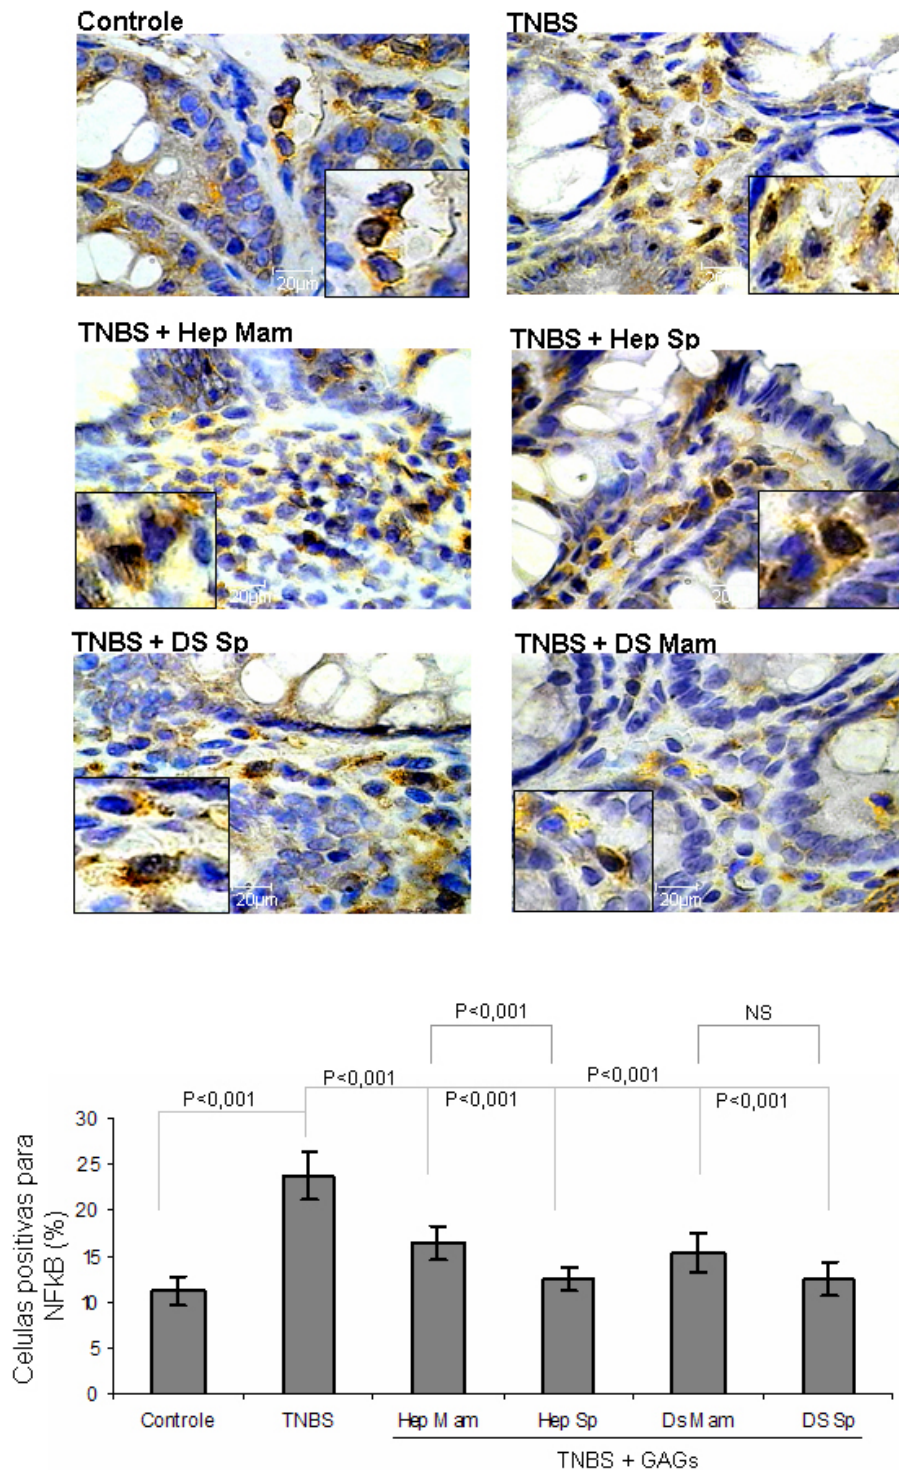 Controle
TNBS
20µm
20µm
TNBS + Hep Mam
TNBS + Hep Sp
20µm
20
TNBS + DS Sp
TNBS + DS Mam
20µm
20µm
P<0,001
NS
P<0,001
P<0,001
P<0,001
P<0,001
P<0,001
Celulas positivas para
NFkB (%)
30
25
20
15
10
5
0
Controle
TNBS
Hep Mam
Hep Sp
Ds Mam
DS Sp
TNBS + GAGs